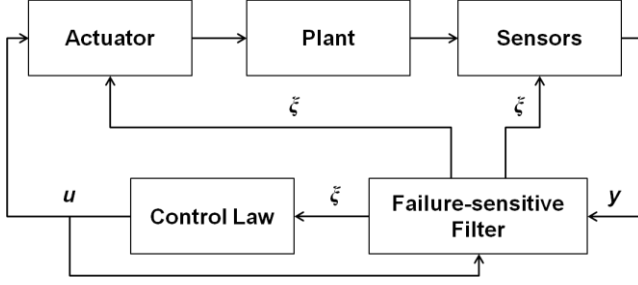 Actuator
Plant
Sensors
ξ̆
ξ̆
u
Control Law
ξ̆
Failure-sensitive
Filter
y